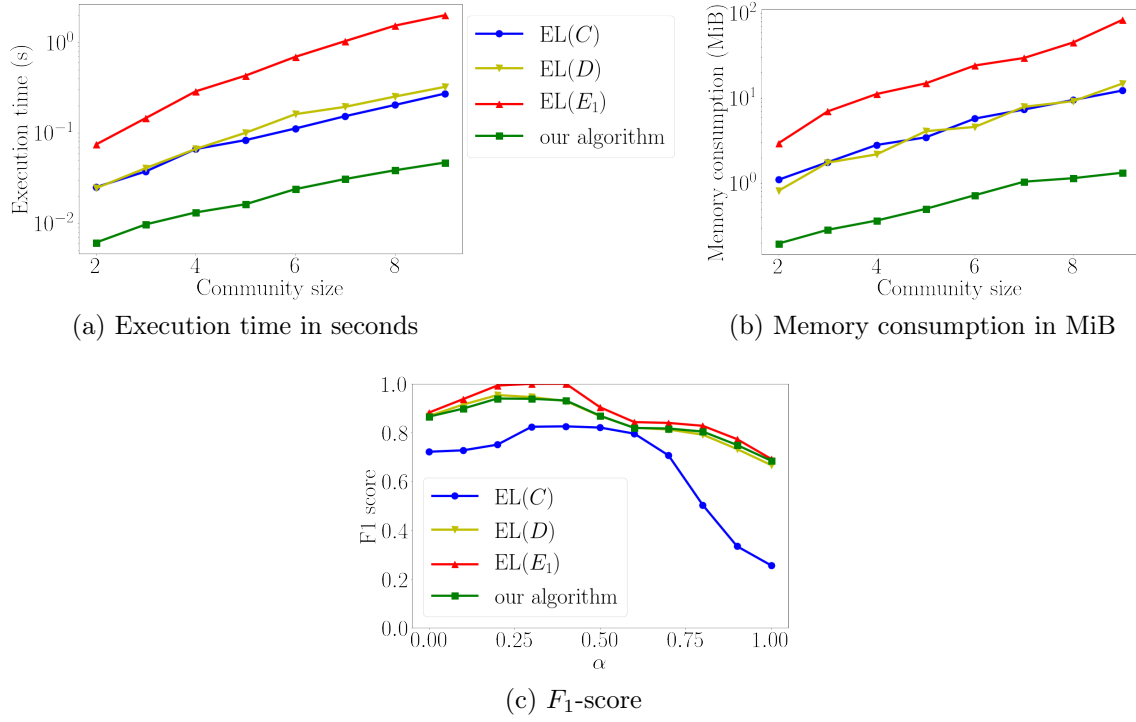 Execution time (s)
10^0
10^{-1}
10^{-2}
2 4 6 8
Community size
EL(C)
EL(D)
EL(E_1)
our algorithm
Memory consumption (MiB)
10^2
10^1
10^0
2 4 6 8
Community size
(a) Execution time in seconds
(b) Memory consumption in MiB
F1 score
1.0
0.8
0.6
0.4
0.2
0.0
EL(C)
EL(D)
EL(E_1)
our algorithm
0.00 0.25 0.50 0.75 1.00
α
(c) F_1-score